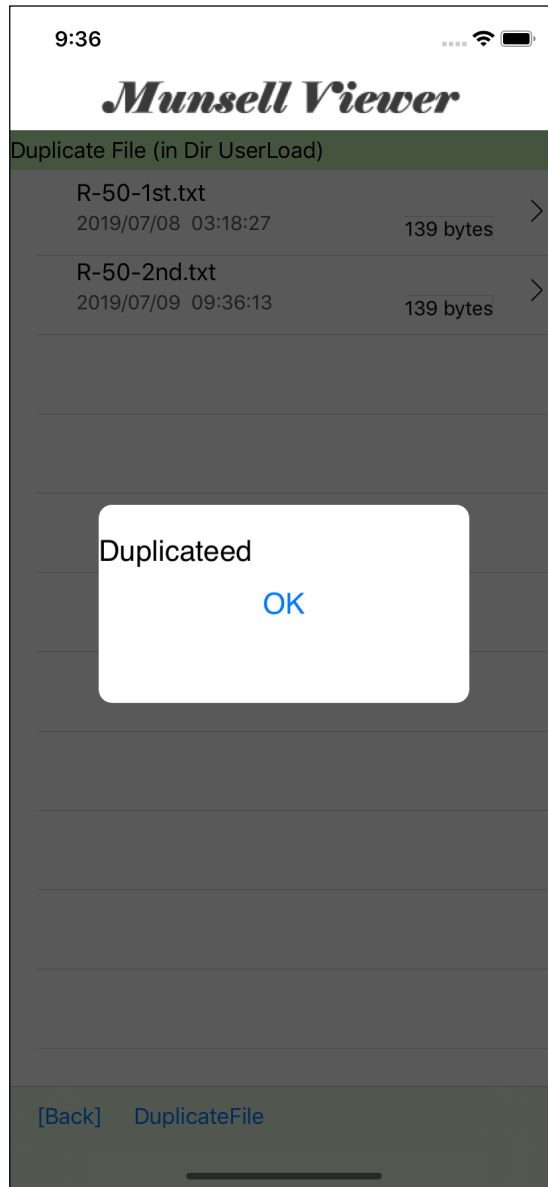 9:36
Munsell Viewer
Duplicate File (in Dir UserLoad)
R-50-1st.txt
2019/07/08 03:18:27
139 bytes
R-50-2nd.txt
2019/07/09 09:36:13
139 bytes
Duplicateed
OK
[Back] DuplicateFile